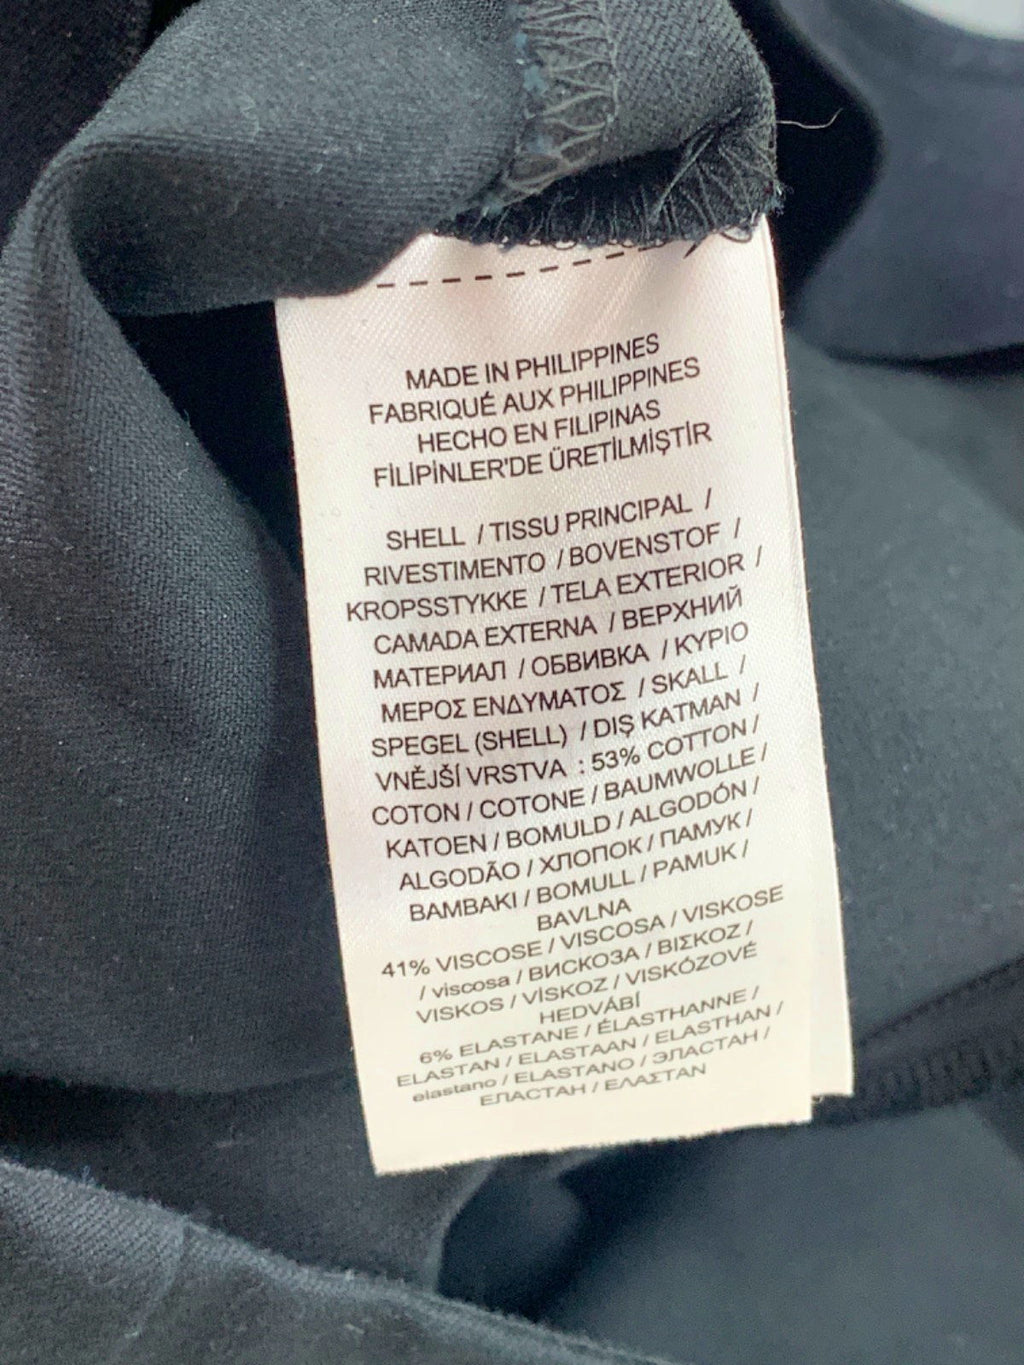 MADE IN PHILIPPINES
FABRIQUÉ AUX PHILIPPINES
HECHO EN FILIPINAS
FİLİPİNLER'DE ÜRETİLMİŞTİR
SHELL / TISSU PRINCIPAL /
RIVESTIMENTO / BOVENSTOF /
KROPSSTYKKE / TELA EXTERIOR /
CAMADA EXTERNA / ВЕРХНИЙ
МАТЕРИАЛ / ОБВИВКА / ΚΥΡΙΟ
ΜΕΡΟΣ ΕΝΔΥΜΑΤΟΣ / SKALL /
SPEGEL (SHELL) / DIŞ KATMAN /
VNĚJŠÍ VRSTVA : 53% COTTON /
COTON / COTONE / BAUMWOLLE /
KATOEN / BOMULD / ALGODÓN /
ALGODÃO / ХЛОПОК / ПАМУК /
BAMBAKI / BOMULL / PAMUK /
BAVLNA
41% VISCOSE / VISCOSA / VISKOSE
/ viscosa / ВИСКОЗА / ΒΙΣΚΟΖ /
VISKOS / VİSKOZ / VISKÓZOVÉ
HEDVÁBÍ
6% ELASTANE / ÉLASTHANNE /
ELASTAN / ELASTAAN / ELASTHAN /
elastano / ELASTANO / ЭЛАСТАН /
ЕЛАСТАН / ΕΛΑΣΤΑΝ